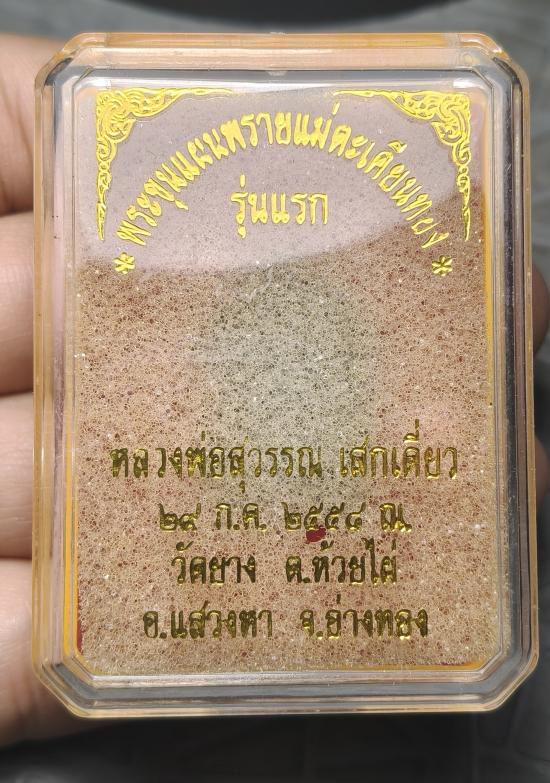 * พระขุนแผนพรายแม่ตะเคียนทอง *
รุ่นแรก
หลวงพ่อสุวรรณ เสกเดี่ยว
๒๙ ก.ค. ๒๕๕๔ ณ
วัดยาง ต.ห้วยไผ่
อ.แสวงหา จ.อ่างทอง